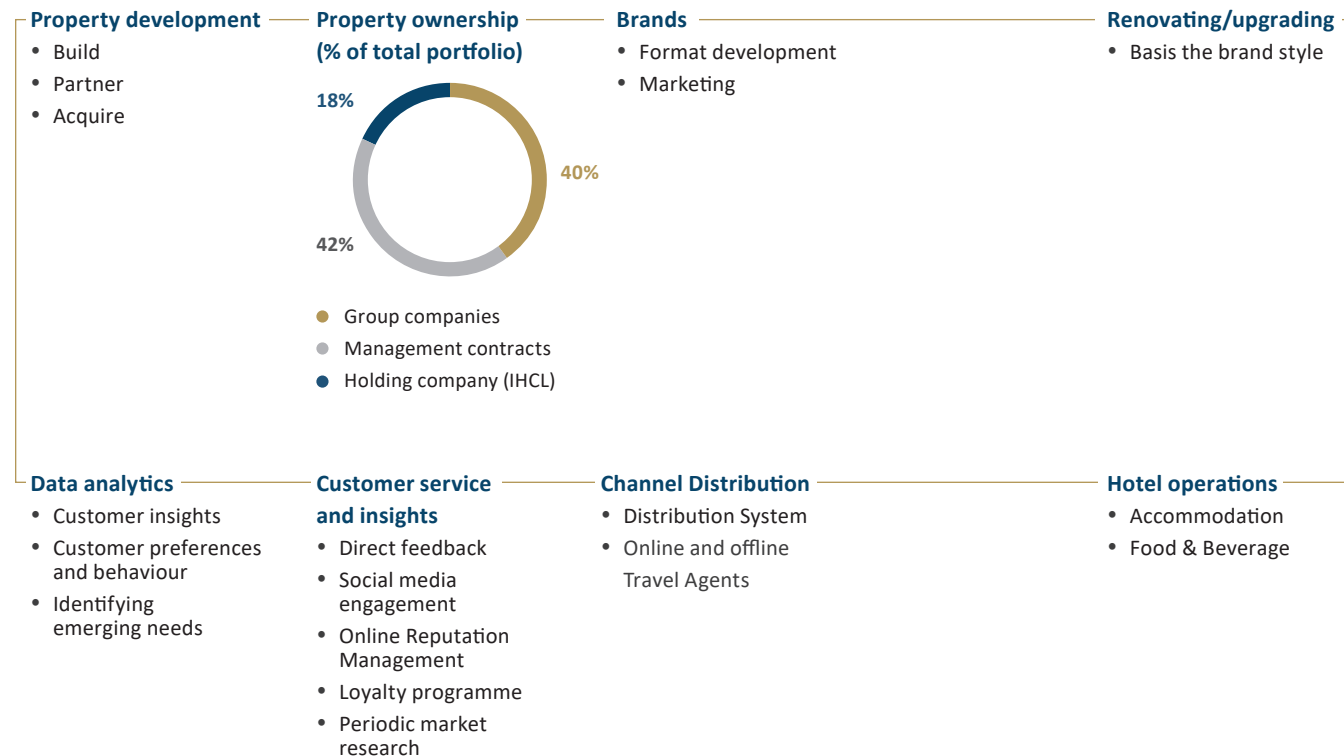 Property development
• Build
• Partner
• Acquire
Property ownership
(% of total portfolio)
18%
40%
42%
Group companies
Management contracts
Holding company (IHCL)
Brands
• Format development
• Marketing
Renovating/upgrading
• Basis the brand style
Data analytics
• Customer insights
• Customer preferences
and behaviour
• Identifying
emerging needs
Customer service
and insights
• Direct feedback
• Social media
engagement
• Online Reputation
Management
• Loyalty programme
• Periodic market
research
Channel Distribution
• Distribution System
• Online and offline
Travel Agents
Hotel operations
• Accommodation
• Food & Beverage